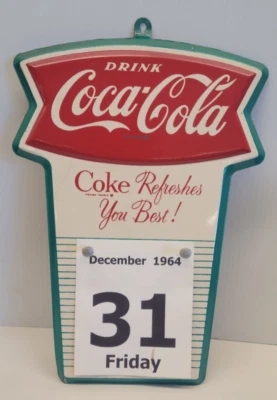 DRINK
Coca-Cola
Coke Refreshes
You Best!
December 1964
31
Friday